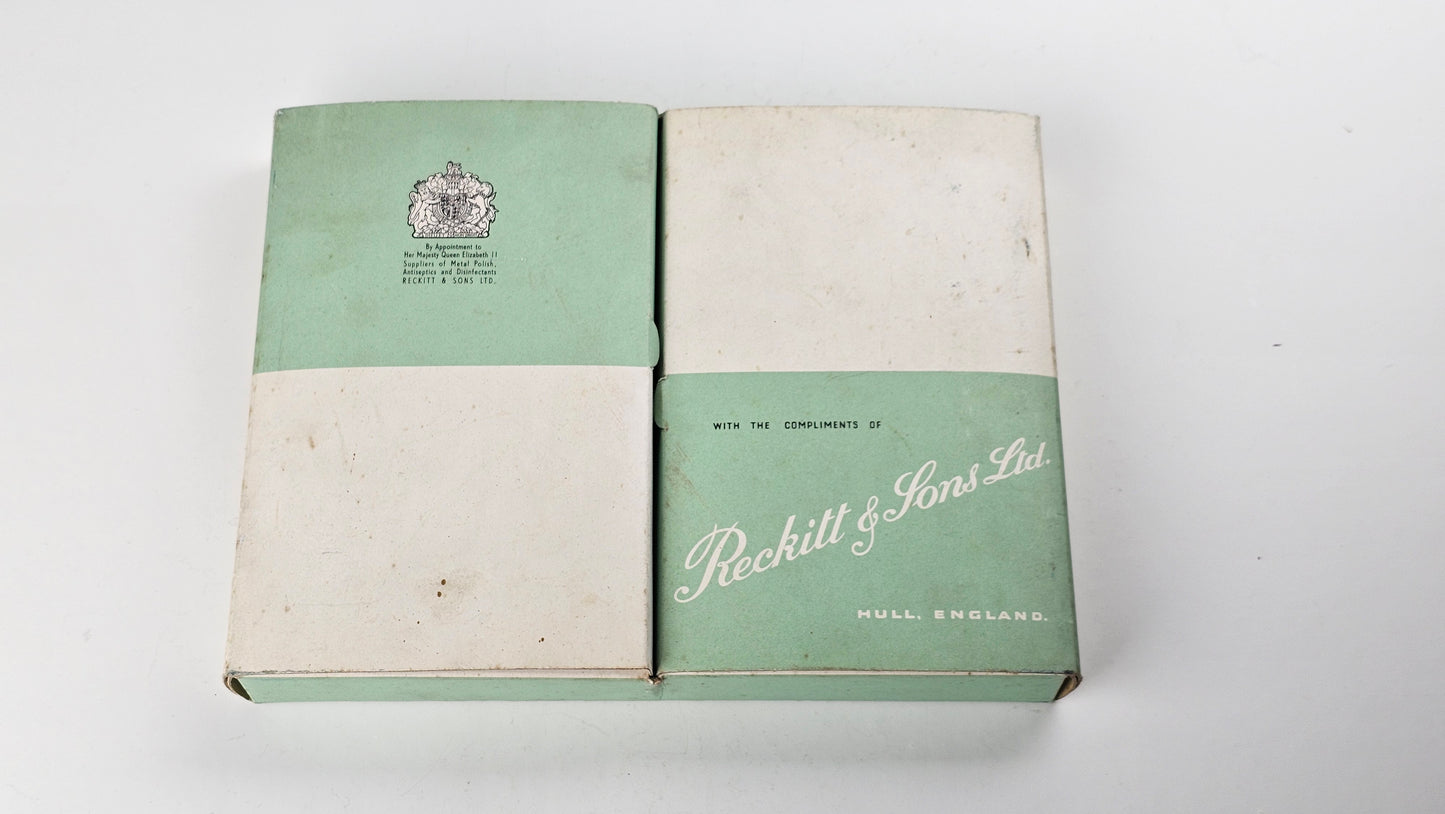 By Appointment to
Her Majesty Queen Elizabeth II
Suppliers of Metal Polish,
Antiseptics and Disinfectants
RECKITT & SONS LTD.
WITH THE COMPLIMENTS OF
Reckitt & Sons Ltd.
HULL, ENGLAND.